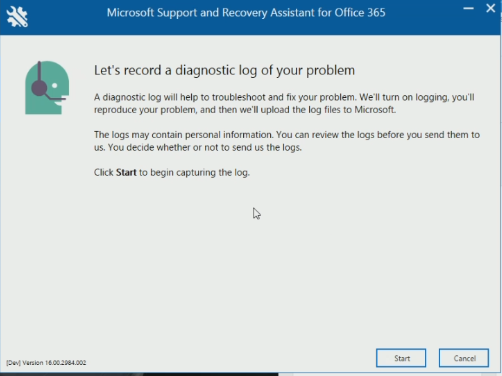 Microsoft Support and Recovery Assistant for Office 365
Let's record a diagnostic log of your problem
A diagnostic log will help to troubleshoot and fix your problem. We'll turn on logging, you'll
reproduce your problem, and then we'll upload the log files to Microsoft.
The logs may contain personal information. You can review the logs before you send them to
us. You decide whether or not to send us the logs.
Click Start to begin capturing the log.
Start
Cancel
[Dev] Version 16.00.2984.002